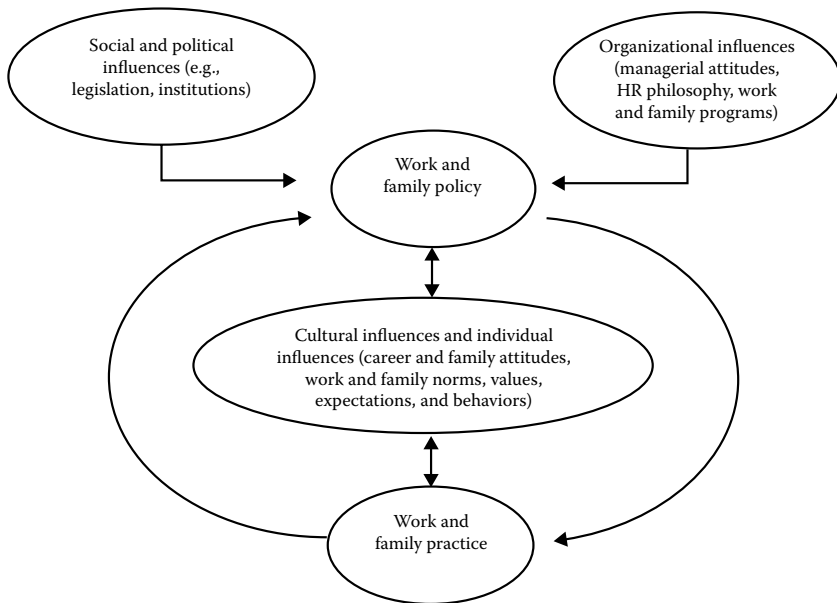 Social and political
influences (e.g.,
legislation, institutions)
Organizational influences
(managerial attitudes,
HR philosophy, work
and family programs)
Work and
family policy
Cultural influences and individual
influences (career and family attitudes,
work and family norms, values,
expectations, and behaviors)
Work and
family practice